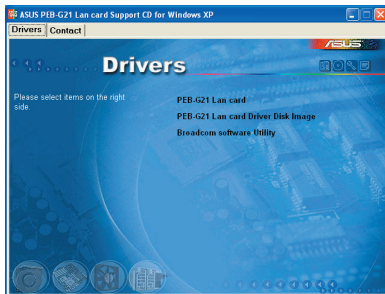 ASUS PEB-G21 Lan card Support CD for Windows XP
Drivers
Contact
ASUS
Drivers
Please select items on the right
side.
PEB-G21 Lan card
PEB-G21 Lan card Driver Disk Image
Broadcom software Utility